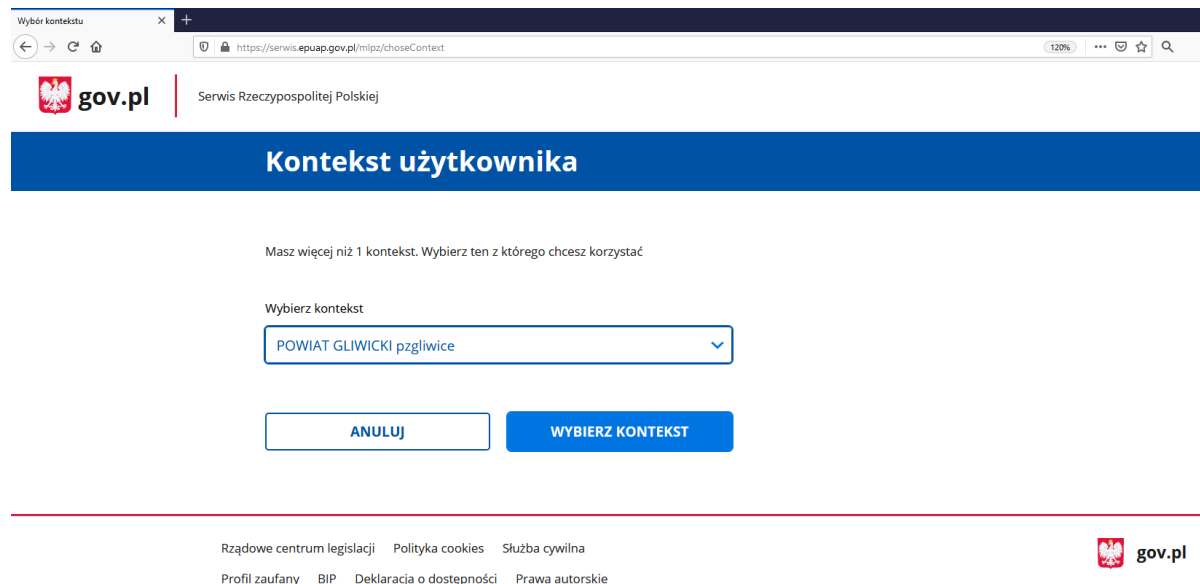 Wybór kontekstu
https://serwis.epuap.gov.pl/mlpz/choseContext
120%
gov.pl
Serwis Rzeczypospolitej Polskiej
Kontekst użytkownika
Masz więcej niż 1 kontekst. Wybierz ten z którego chcesz korzystać
Wybierz kontekst
POWIAT GLIWICKI pzgliwice
ANULUJ WYBIERZ KONTEKST
Rządowe centrum legislacji Polityka cookies Służba cywilna
gov.pl
Profil zaufany BIP Deklaracja o dostępności Prawa autorskie